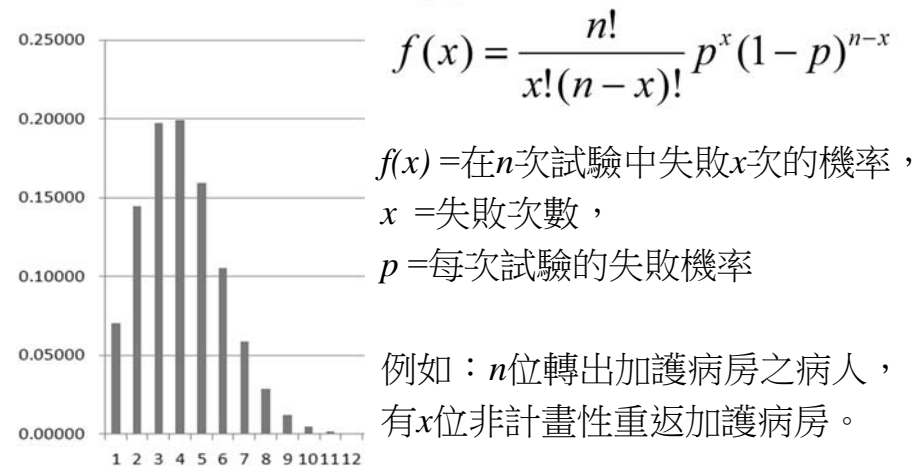 f(x) = n! / x!(n − x)! p^x (1 − p)^{n−x}
f(x) =在n次試驗中失敗x次的機率，
x =失敗次數，
p =每次試驗的失敗機率
例如：n位轉出加護病房之病人，
有x位非計畫性重返加護病房。
0.25000
0.20000
0.15000
0.10000
0.05000
0.00000
1 2 3 4 5 6 7 8 9 101112